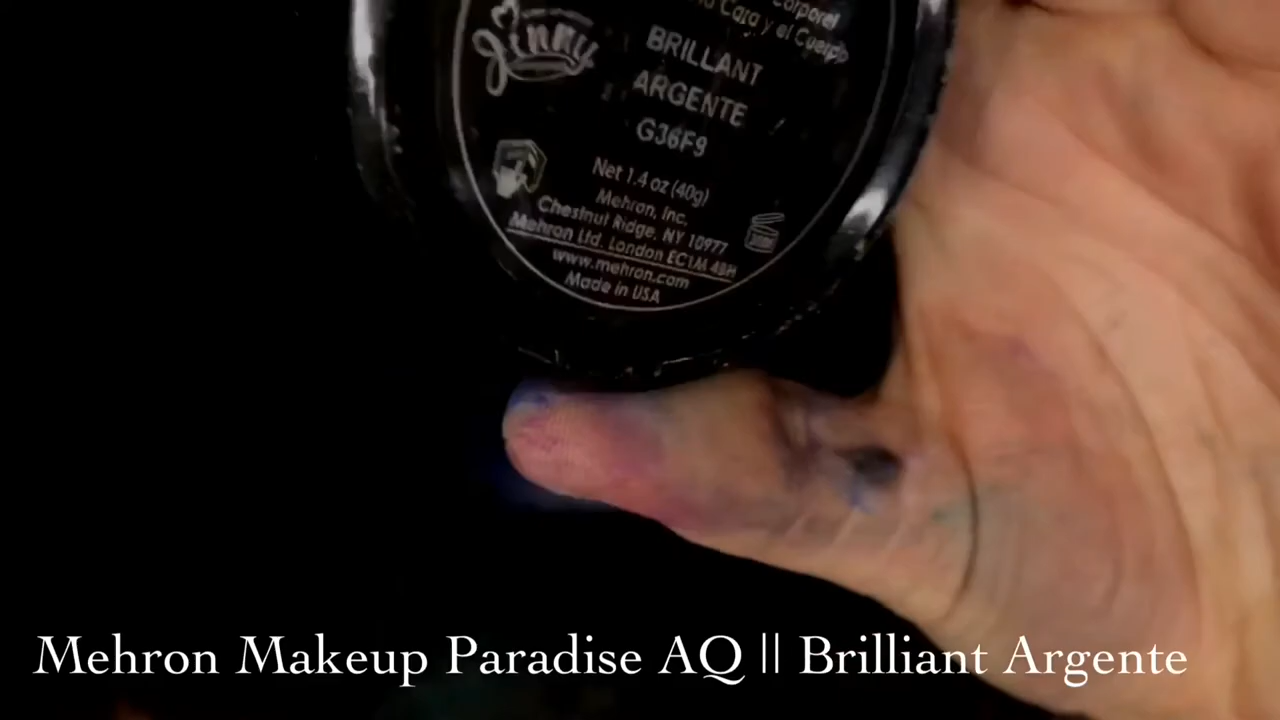 Corporel
Cara y el Cuerpo
Jinny
BRILLANT
ARGENTE
G36F9
Net 1.4 oz (40g)
Mehron, Inc.
Chestnut Ridge, NY 10977
Mehron Ltd. London EC1M 4BH
www.mehron.com
Made in USA
Mehron Makeup Paradise AQ || Brilliant Argente